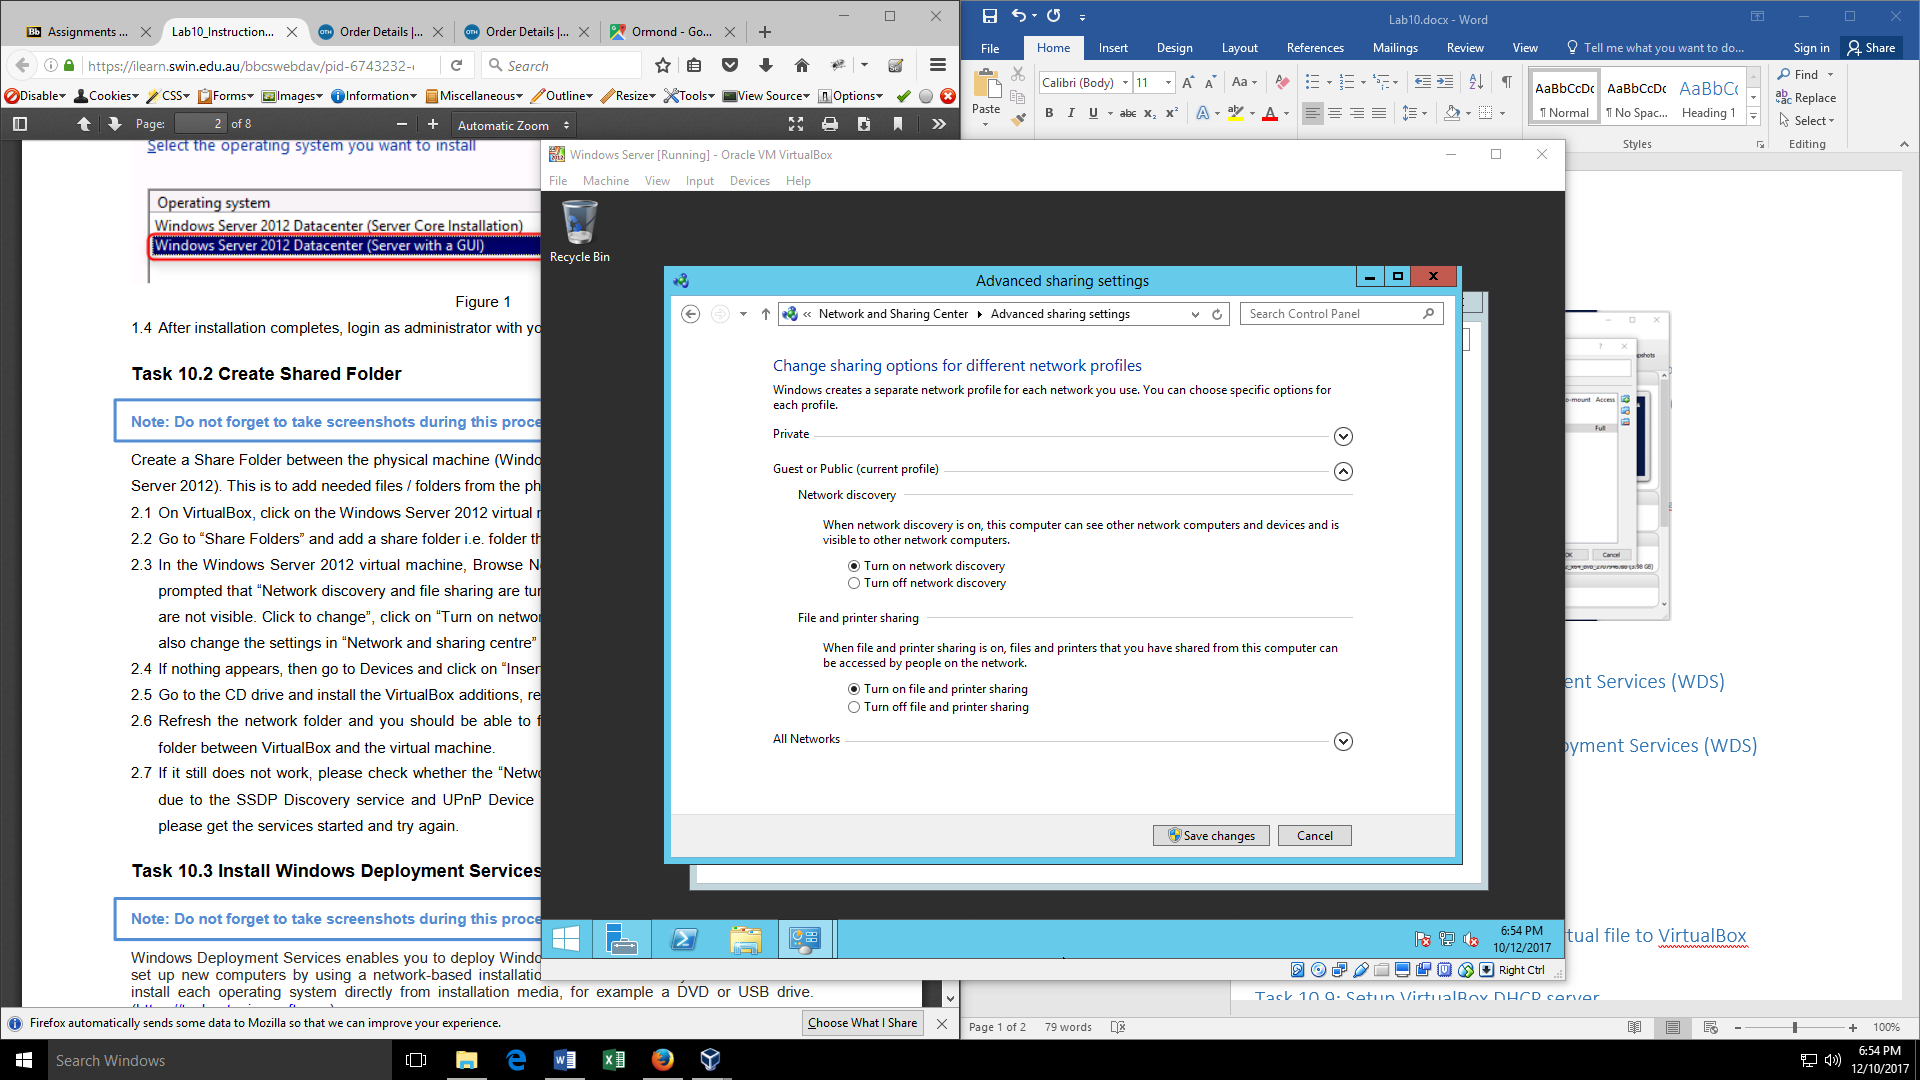 Assignments ...
Lab10_Instruction...
Order Details | ...
Order Details | ...
Ormond - Go...
https://ilearn.swin.edu.au/bbcswebdav/pid-6743232-
Search
Disable
Cookies
CSS
Forms
Images
Information
Miscellaneous
Outline
Resize
Tools
View Source
Options
Page: 2 of 8
Automatic Zoom
Select the operating system you want to install
Operating system
Windows Server 2012 Datacenter (Server Core Installation)
Windows Server 2012 Datacenter (Server with a GUI)
Figure 1
1.4 After installation completes, login as administrator with yo
Task 10.2 Create Shared Folder
Note: Do not forget to take screenshots during this proce
Create a Share Folder between the physical machine (Windo
Server 2012). This is to add needed files / folders from the ph
2.1 On VirtualBox, click on the Windows Server 2012 virtual
2.2 Go to “Share Folders” and add a share folder i.e. folder th
2.3 In the Windows Server 2012 virtual machine, Browse N
prompted that “Network discovery and file sharing are tur
are not visible. Click to change”, click on “Turn on networ
also change the settings in “Network and sharing centre”
2.4 If nothing appears, then go to Devices and click on “Inser
2.5 Go to the CD drive and install the VirtualBox additions, re
2.6 Refresh the network folder and you should be able to f
folder between VirtualBox and the virtual machine.
2.7 If it still does not work, please check whether the “Netwo
due to the SSDP Discovery service and UPnP Device
please get the services started and try again.
Task 10.3 Install Windows Deployment Services
Note: Do not forget to take screenshots during this proce
Windows Deployment Services enables you to deploy Windo
set up new computers by using a network-based installation
install each operating system directly from installation media, for example a DVD or USB drive.
Firefox automatically sends some data to Mozilla so that we can improve your experience.
Choose What I Share
Lab10.docx - Word
File
Home
Insert
Design
Layout
References
Mailings
Review
View
Tell me what you want to do...
Sign in
Share
Paste
Calibri (Body)
11
AaBbCcDc
¶ Normal
AaBbCcDc
¶ No Spac...
AaBbC
Heading 1
Styles
Find
Replace
Select
Editing
Windows Server [Running] - Oracle VM VirtualBox
File
Machine
View
Input
Devices
Help
Recycle Bin
Advanced sharing settings
Network and Sharing Center
Advanced sharing settings
Search Control Panel
Change sharing options for different network profiles
Windows creates a separate network profile for each network you use. You can choose specific options for
each profile.
Private
Guest or Public (current profile)
Network discovery
When network discovery is on, this computer can see other network computers and devices and is
visible to other network computers.
Turn on network discovery
Turn off network discovery
File and printer sharing
When file and printer sharing is on, files and printers that you have shared from this computer can
be accessed by people on the network.
Turn on file and printer sharing
Turn off file and printer sharing
All Networks
Save changes
Cancel
6:54 PM
10/12/2017
Right Ctrl
Access
Full
OK
Cancel
ent Services (WDS)
oyment Services (WDS)
tual file to VirtualBox
Task 10.9: Setup VirtualBox DHCP server
Page 1 of 2
79 words
100%
Search Windows
6:54 PM
12/10/2017